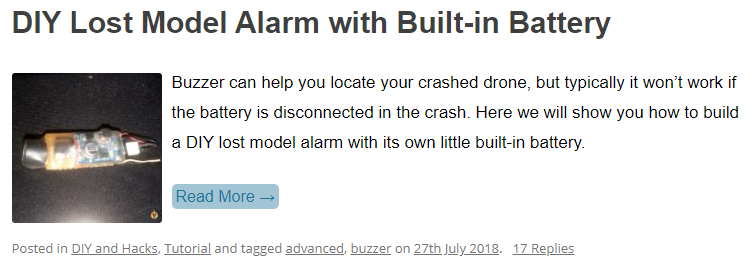 DIY Lost Model Alarm with Built-in Battery
Buzzer can help you locate your crashed drone, but typically it won’t work if
the battery is disconnected in the crash. Here we will show you how to build
a DIY lost model alarm with its own little built-in battery.
Read More →
Posted in DIY and Hacks, Tutorial and tagged advanced, buzzer on 27th July 2018. 17 Replies